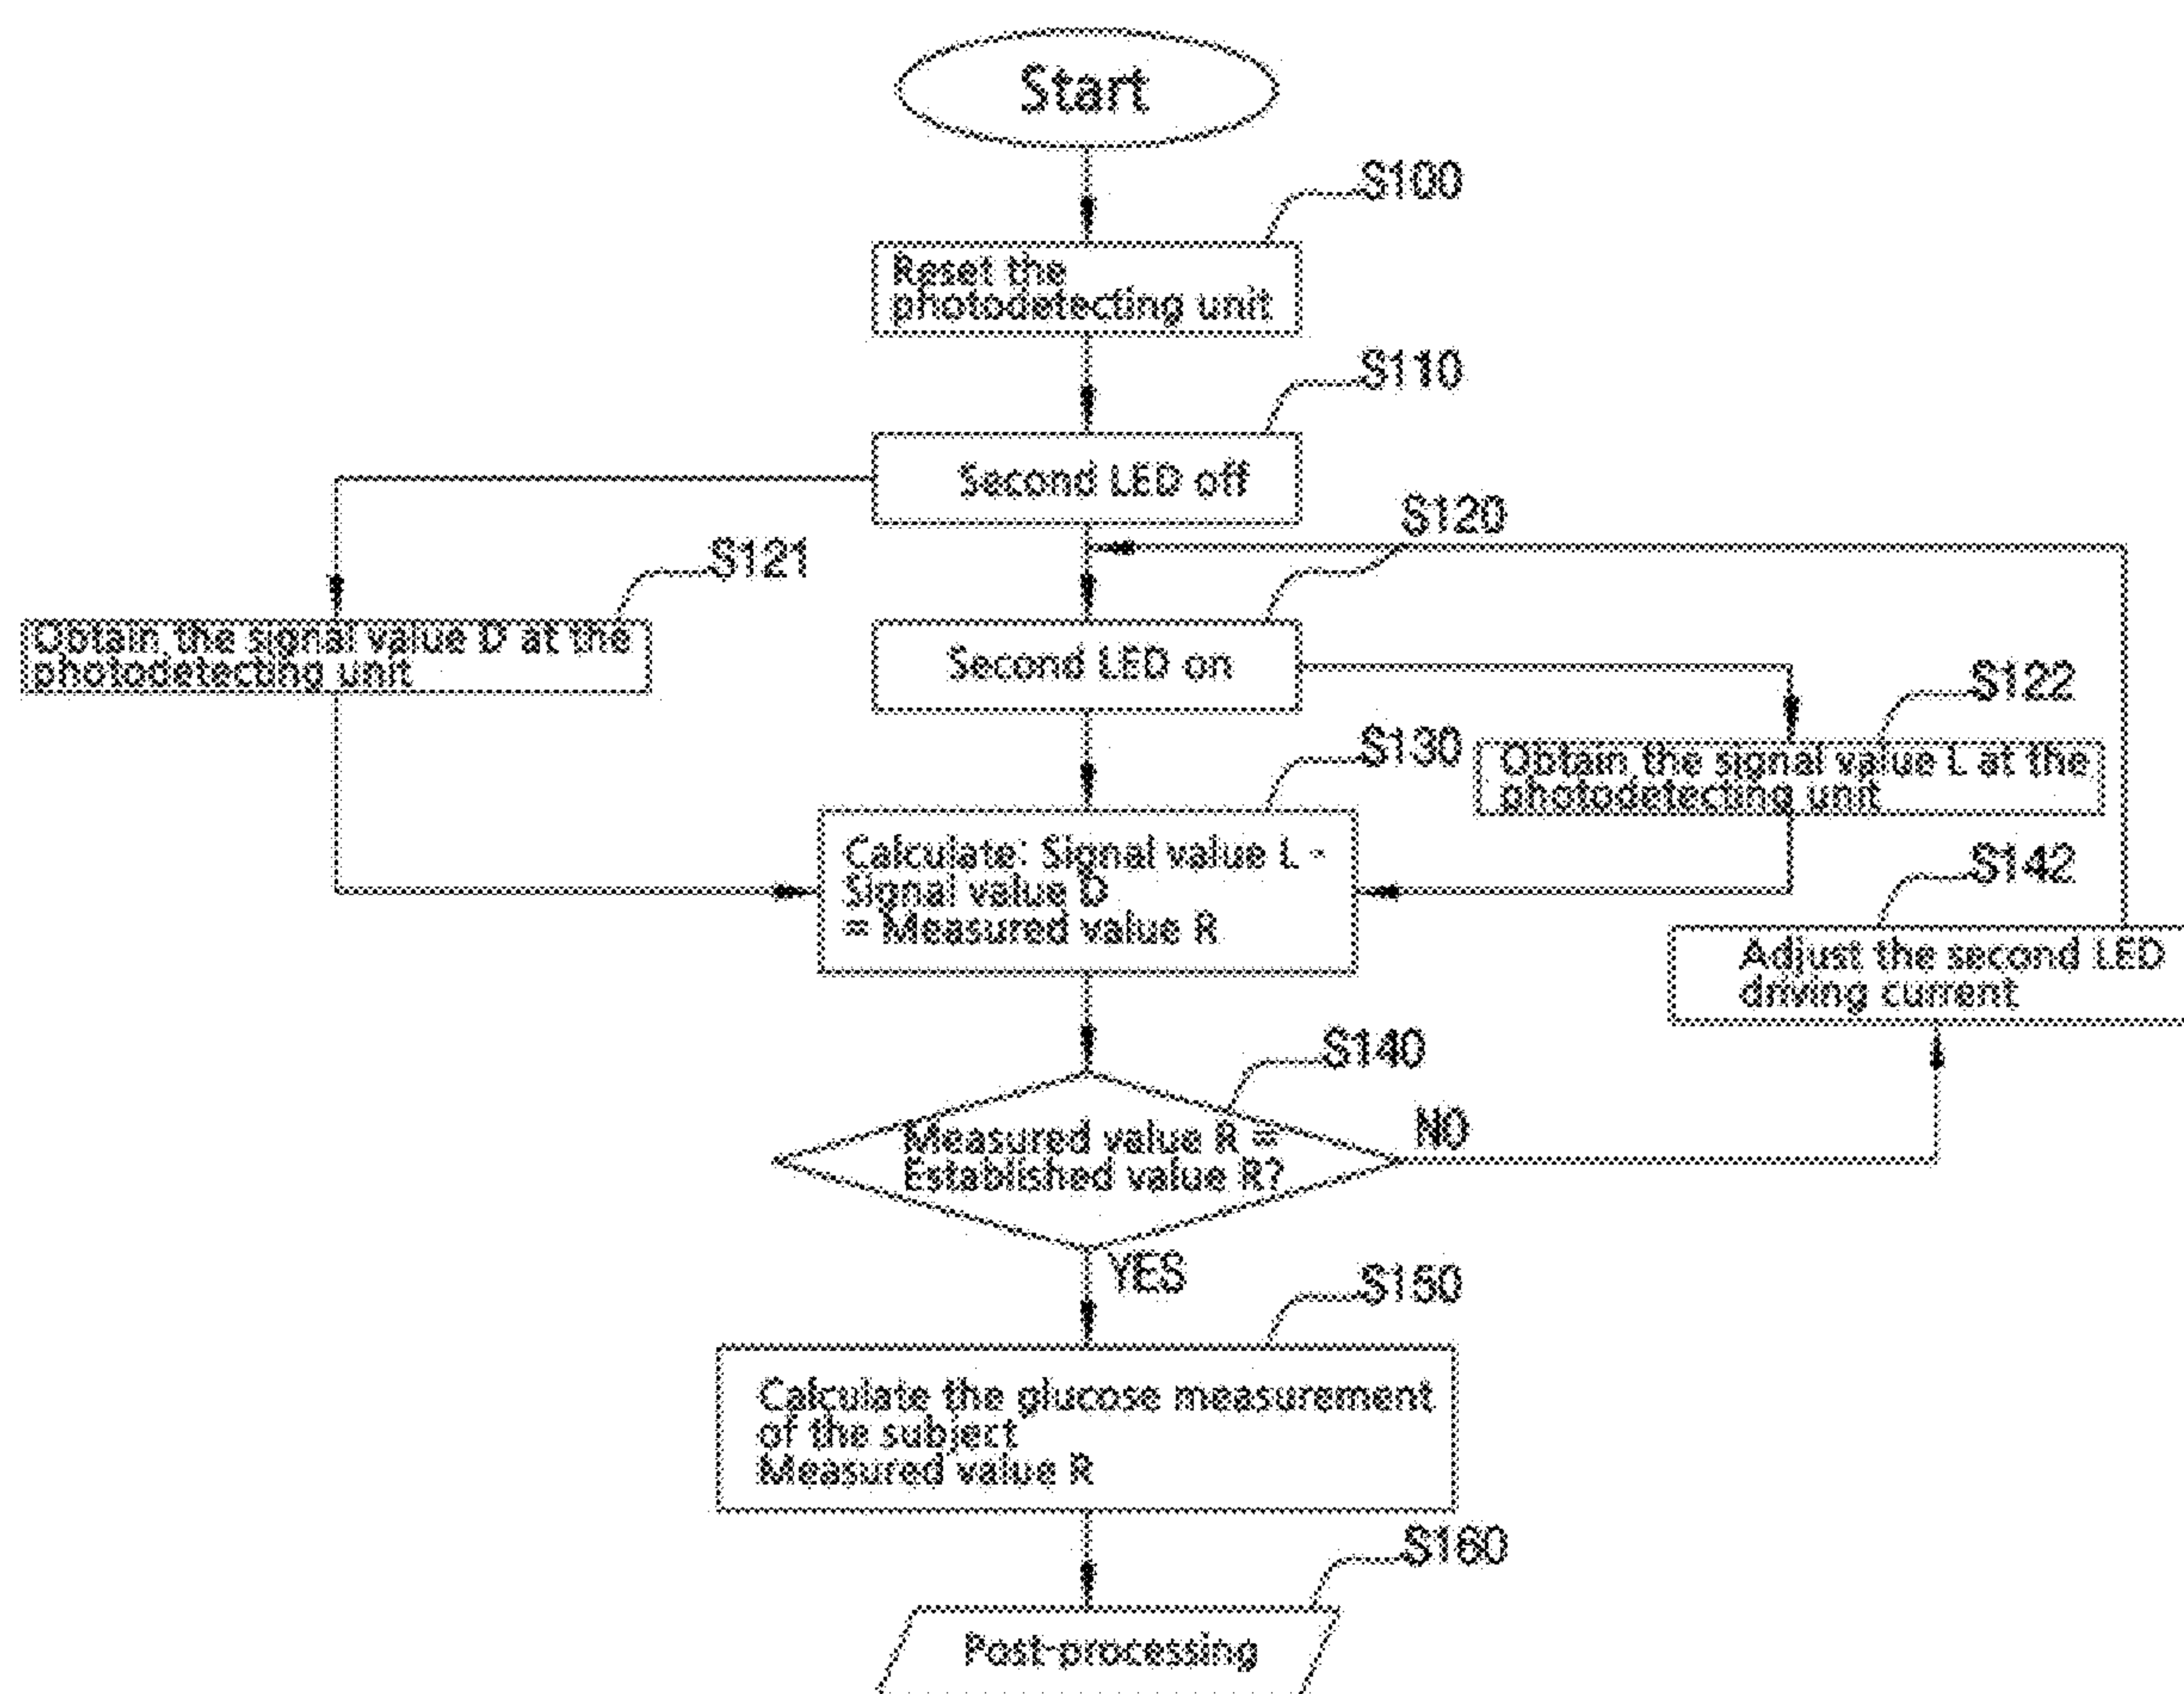 Start
S100
Reset the
photodetecting unit
S110
Second LED off
S120
S121
Obtain the signal value D at the
photodetecting unit
Second LED on
S122
S130
Obtain the signal value L at the
photodetecting unit
Calculate: Signal value L -
Signal value D
= Measured value R
S142
Adjust the second LED
driving current
S140
Measured value R =
Established value R?
NO
YES
S150
Calculate the glucose measurement
of the subject
Measured value R
S160
Post-processing